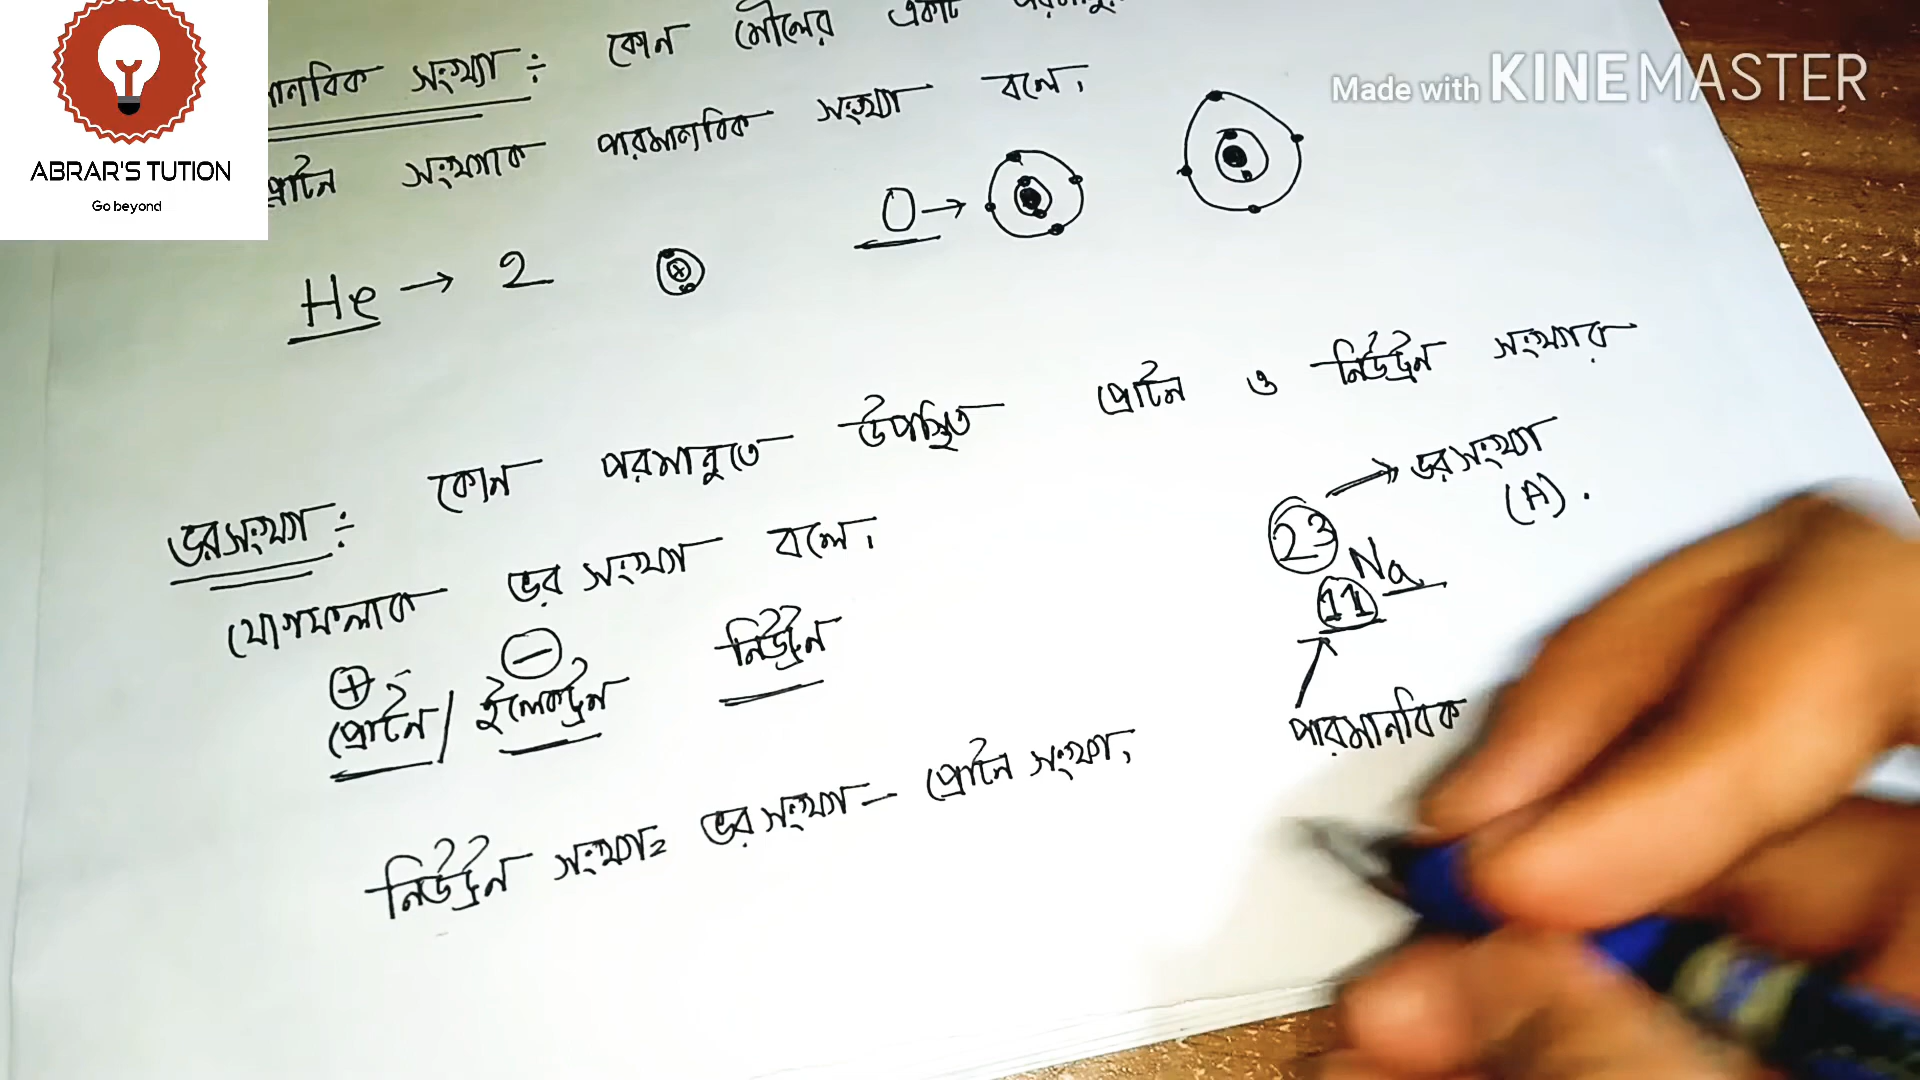 ABRAR'S TUTION
Go beyond
Made with KINEMASTER
সংখ্যা ÷ কোন মৌলের একটি
প্রোটন সংখ্যাকে পারমানবিক সংখ্যা বলে।
He → 2
O →
ভরসংখ্যা ÷ কোন পরমানুতে উপস্থিত প্রোটন ও নিউট্রন সংখ্যার
যোগফলকে ভর সংখ্যা বলে।
+ −
প্রোটন / ইলেকট্রন নিউট্রন
23 → ভরসংখ্যা
(A).
Na
11
পারমানবিক
নিউট্রন সংখ্যা = ভর সংখ্যা − প্রোটন সংখ্যা,